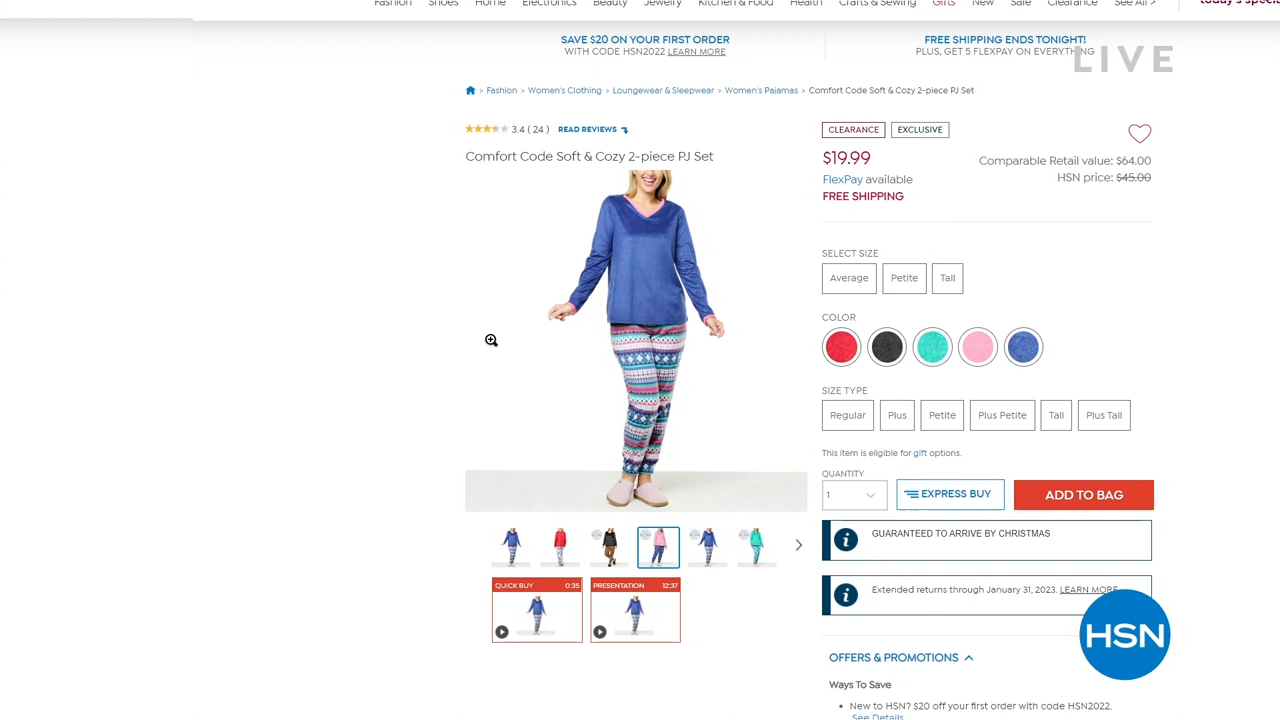 Fashion Shoes Home Electronics Beauty Jewelry Kitchen & Food Health Crafts & Sewing Gifts New Sale Clearance See All >
SAVE $20 ON YOUR FIRST ORDER
WITH CODE HSN2022 LEARN MORE
FREE SHIPPING ENDS TONIGHT!
PLUS, GET 5 FLEXPAY ON EVERYTHING
LIVE
> Fashion > Women's Clothing > Loungewear & Sleepwear > Women's Pajamas > Comfort Code Soft & Cozy 2-piece PJ Set
3.4 ( 24 ) READ REVIEWS
Comfort Code Soft & Cozy 2-piece PJ Set
QUICK BUY 0:35
PRESENTATION 12:37
CLEARANCE EXCLUSIVE
$19.99
Comparable Retail value: $64.00
FlexPay available
HSN price: $45.00
FREE SHIPPING
SELECT SIZE
Average Petite Tall
COLOR
SIZE TYPE
Regular Plus Petite Plus Petite Tall Plus Tall
This item is eligible for gift options.
QUANTITY
1 EXPRESS BUY ADD TO BAG
GUARANTEED TO ARRIVE BY CHRISTMAS
Extended returns through January 31, 2023. LEARN MORE
HSN
OFFERS & PROMOTIONS
Ways To Save
• New to HSN? $20 off your first order with code HSN2022.
See Details